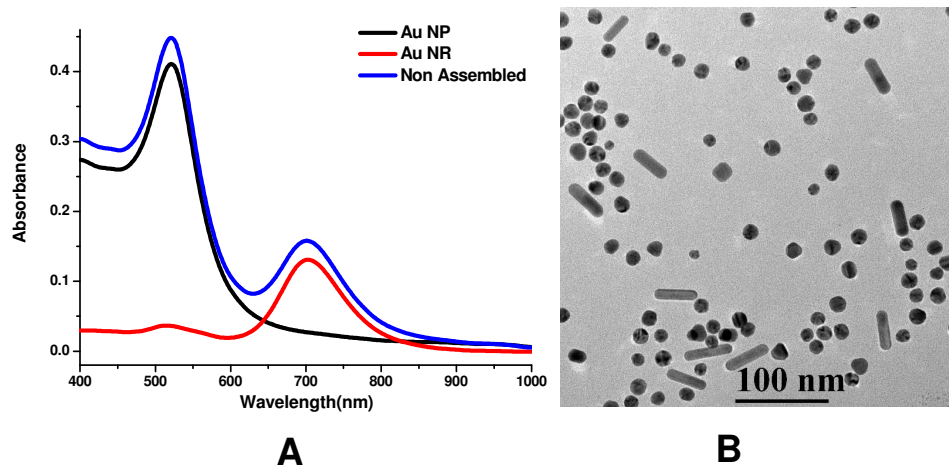 Au NP
Au NR
Non Assembled
0.4
0.3
0.2
0.1
0.0
Absorbance
400 500 600 700 800 900 1000
Wavelength(nm)
100 nm
A B